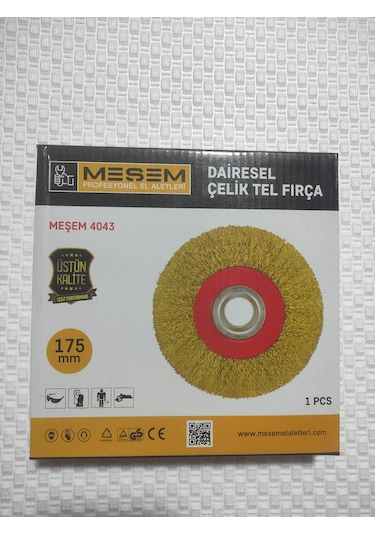 MEŞEM
PROFESYONEL EL ALETLERİ
DAİRESEL
ÇELİK TEL FIRÇA
MEŞEM 4043
ÜSTÜN
KALİTE
175
mm
1 PCS
CE
www.mesemelaletleri.com